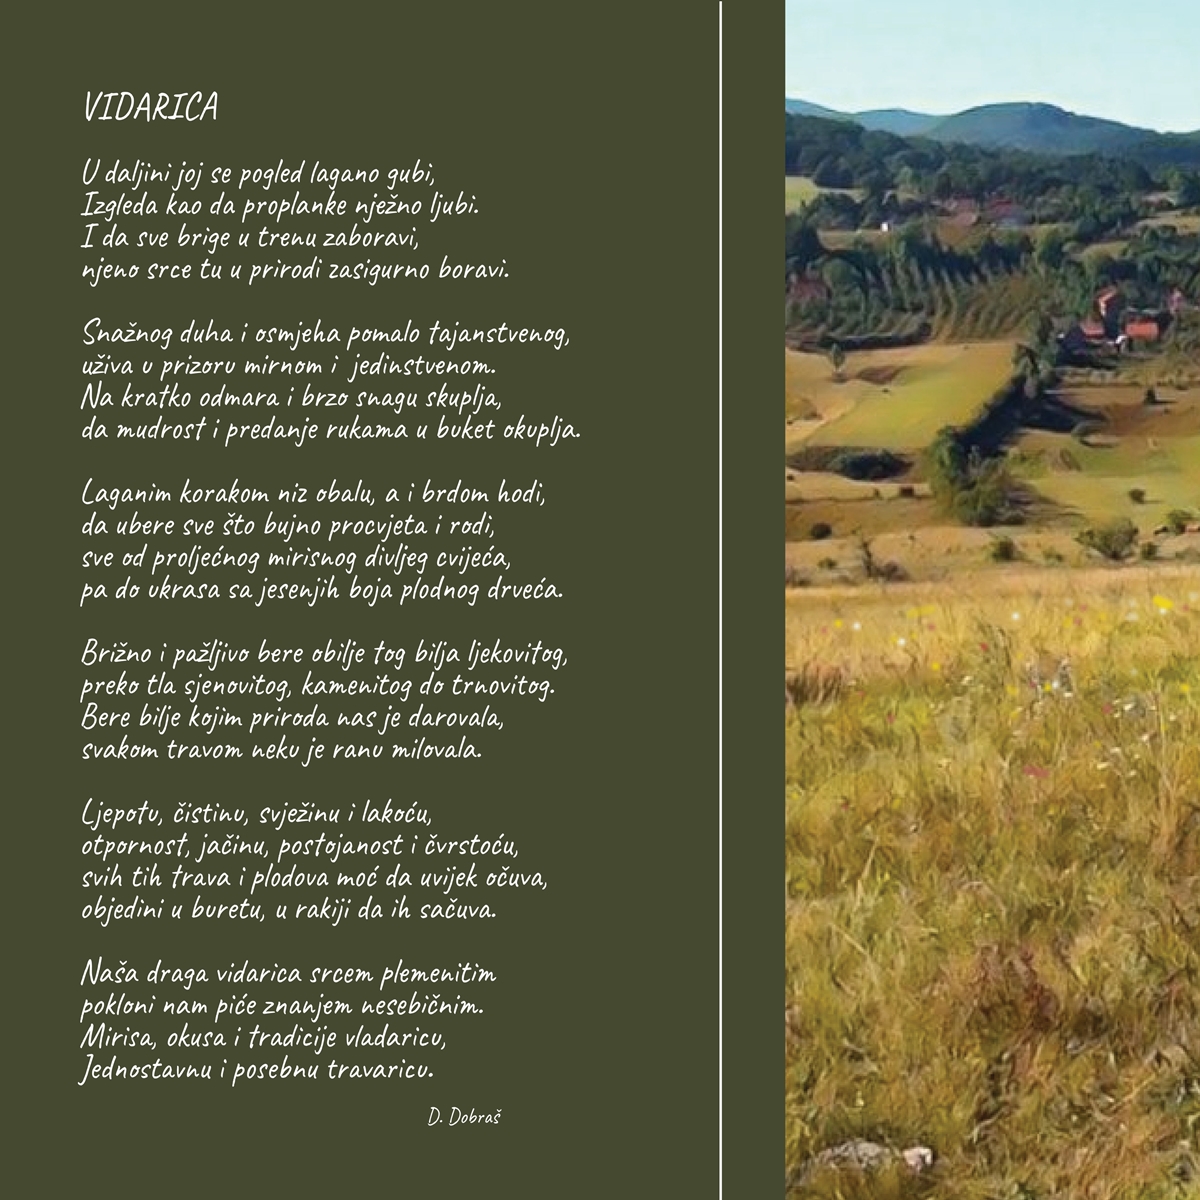 VIDARICA
U daljini joj se pogled lagano gubi,
Izgleda kao da proplanke nježno ljubi.
I da sve brige u trenu zaboravi,
njeno srce tu u prirodi zasigurno boravi.
Snažnog duha i osmjeha pomalo tajanstvenog,
uživa u prizoru mirnom i jedinstvenom.
Na kratko odmara i brzo snagu skuplja,
da mudrost i predanje rukama u buket okuplja.
Laganim korakom niz obalu, a i brdom hodi,
da ubere sve što bujno procvjeta i rodi,
sve od proljećnog mirisnog divljeg cvijeća,
pa do ukrasa sa jesenjih boja plodnog drveća.
Brižno i pažljivo bere obilje tog bilja ljekovitog,
preko tla sjenovitog, kamenitog do trnovitog.
Bere bilje kojim priroda nas je darovala,
svakom travom neku je ranu milovala.
Ljepotu, čistinu, svježinu i lakoću,
otpornost, jačinu, postojanost i čvrstoću,
svih tih trava i plodova moć da uvijek očuva,
objedini u buretu, u rakiji da ih sačuva.
Naša draga vidarica srcem plemenitim
pokloni nam piće znanjem nesebičnim.
Mirisa, okusa i tradicije vladaricu,
Jednostavnu i posebnu travaricu.
D. Dobraš